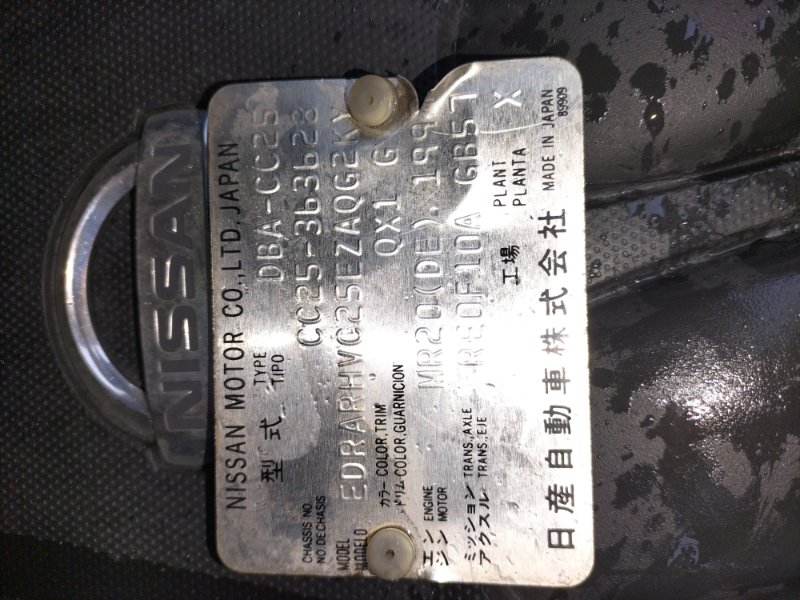 NISSAN
NISSAN MOTOR CO.,LTD.JAPAN
型式 TYPE TIPO DBA-CC25
CHASSIS NO. NO.DECHASIS CC25-363628
MODEL MODELO EDRARHVC25EZAQG2KY
カラー COLOR,TRIM
トリム COLOR,GUARNICION QX1 G
エンジン ENGINE MOTOR MR20(DE). 199
ミッション TRANS.,AXLE
アクスル TRANS.,EJE RE0F10A GB57
工場 PLANT PLANTA X
日産自動車株式会社 MADE IN JAPAN
89909